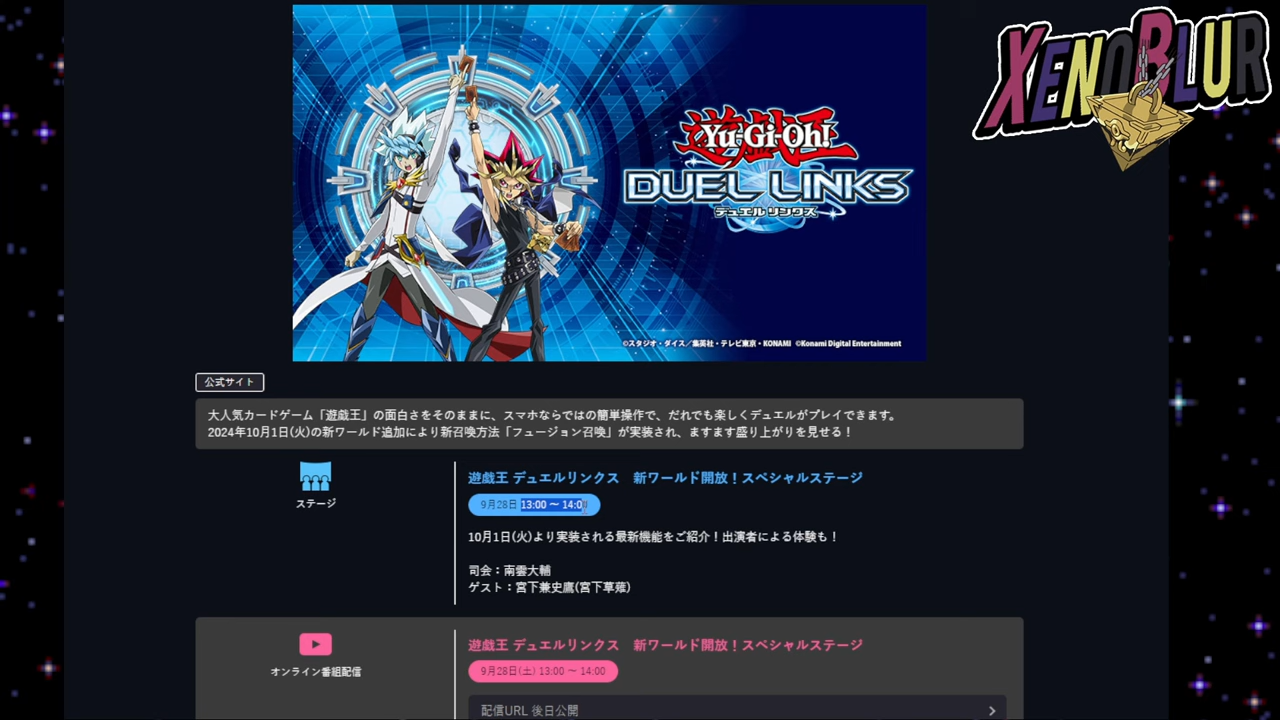 XENOBLUR
遊戯王
Yu-Gi-Oh!
DUEL LINKS
デュエルリンクス
©スタジオ・ダイス／集英社・テレビ東京・KONAMI ©Konami Digital Entertainment
公式サイト
大人気カードゲーム「遊戯王」の面白さをそのままに、スマホならではの簡単操作で、だれでも楽しくデュエルがプレイできます。
2024年10月1日(火)の新ワールド追加により新召喚方法「フュージョン召喚」が実装され、ますます盛り上がりを見せる！
ステージ
遊戯王 デュエルリンクス　新ワールド開放！スペシャルステージ
9月28日 13:00 〜 14:00
10月1日(火)より実装される最新機能をご紹介！出演者による体験も！
司会：南雲大輔
ゲスト：宮下兼史鷹(宮下草薙)
オンライン番組配信
遊戯王 デュエルリンクス　新ワールド開放！スペシャルステージ
9月28日(土) 13:00 〜 14:00
配信URL 後日公開